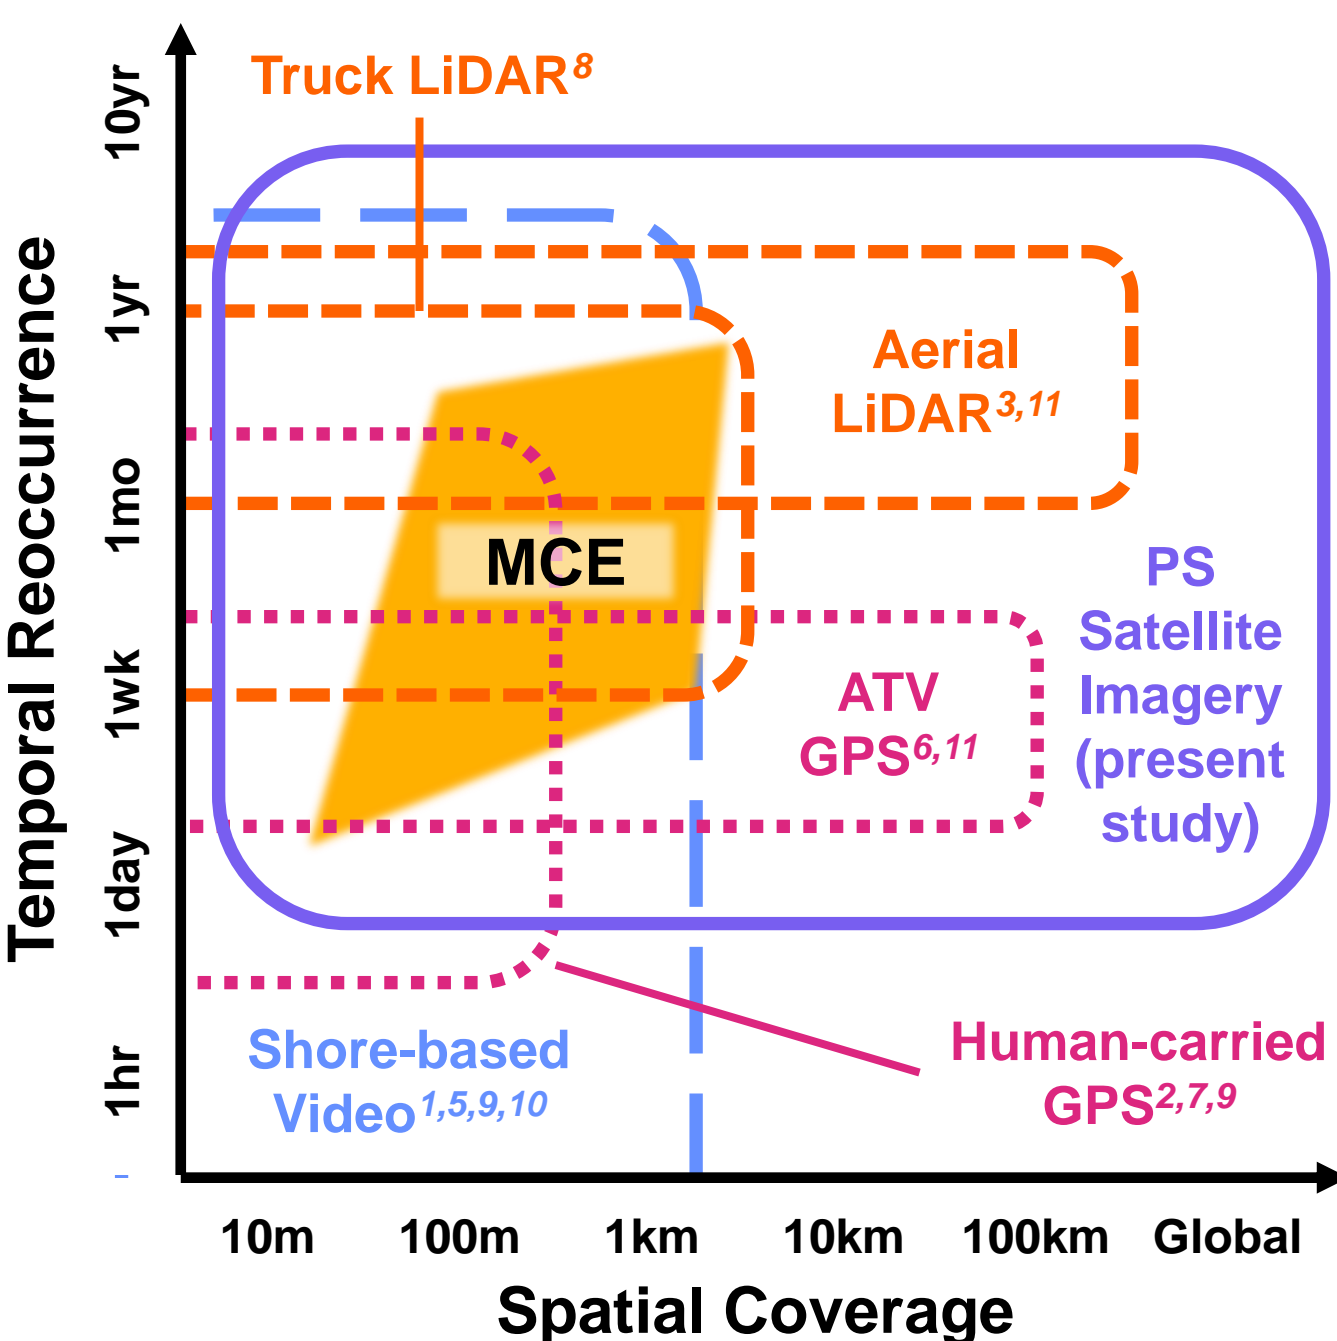 Truck LiDAR8
Aerial
LiDAR3,11
MCE
PS
Satellite
Imagery
(present
study)
ATV
GPS6,11
Shore-based
Video1,5,9,10
Human-carried
GPS2,7,9
Temporal Reoccurrence
10yr
1yr
1mo
1wk
1day
1hr
10m
100m
1km
10km
100km
Global
Spatial Coverage